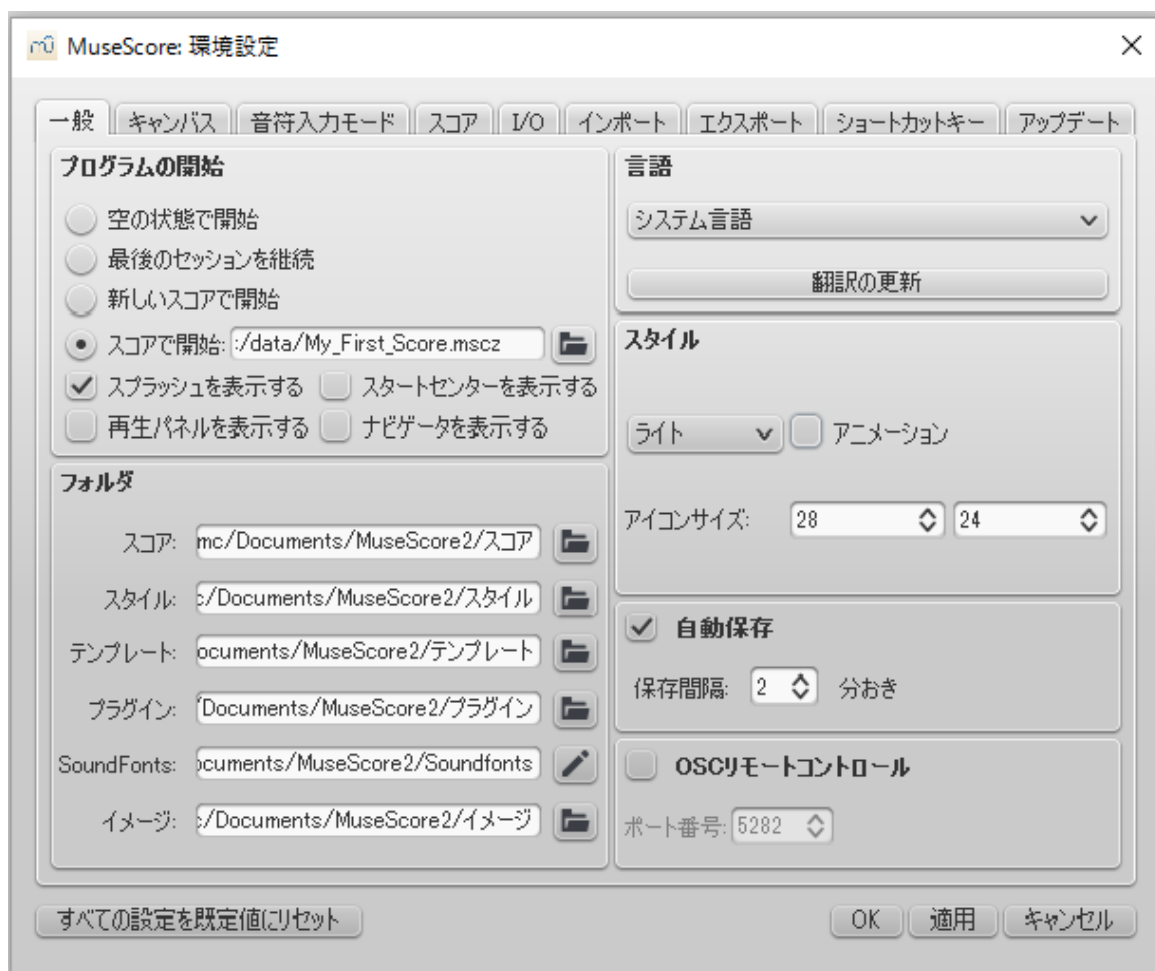 MuseScore: 環境設定
一般 キャンバス 音符入力モード スコア I/O インポート エクスポート ショートカットキー アップデート
プログラムの開始
空の状態で開始
最後のセッションを継続
新しいスコアで開始
スコアで開始: :/data/My_First_Score.mscz
スプラッシュを表示する スタートセンターを表示する
再生パネルを表示する ナビゲータを表示する
フォルダ
スコア: mc/Documents/MuseScore2/スコア
スタイル: :/Documents/MuseScore2/スタイル
テンプレート: ocuments/MuseScore2/テンプレート
プラグイン: /Documents/MuseScore2/プラグイン
SoundFonts: ocuments/MuseScore2/Soundfonts
イメージ: :/Documents/MuseScore2/イメージ
言語
システム言語
翻訳の更新
スタイル
ライト アニメーション
アイコンサイズ: 28 24
自動保存
保存間隔: 2 分おき
OSCリモートコントロール
ポート番号: 5282
すべての設定を既定値にリセット OK 適用 キャンセル